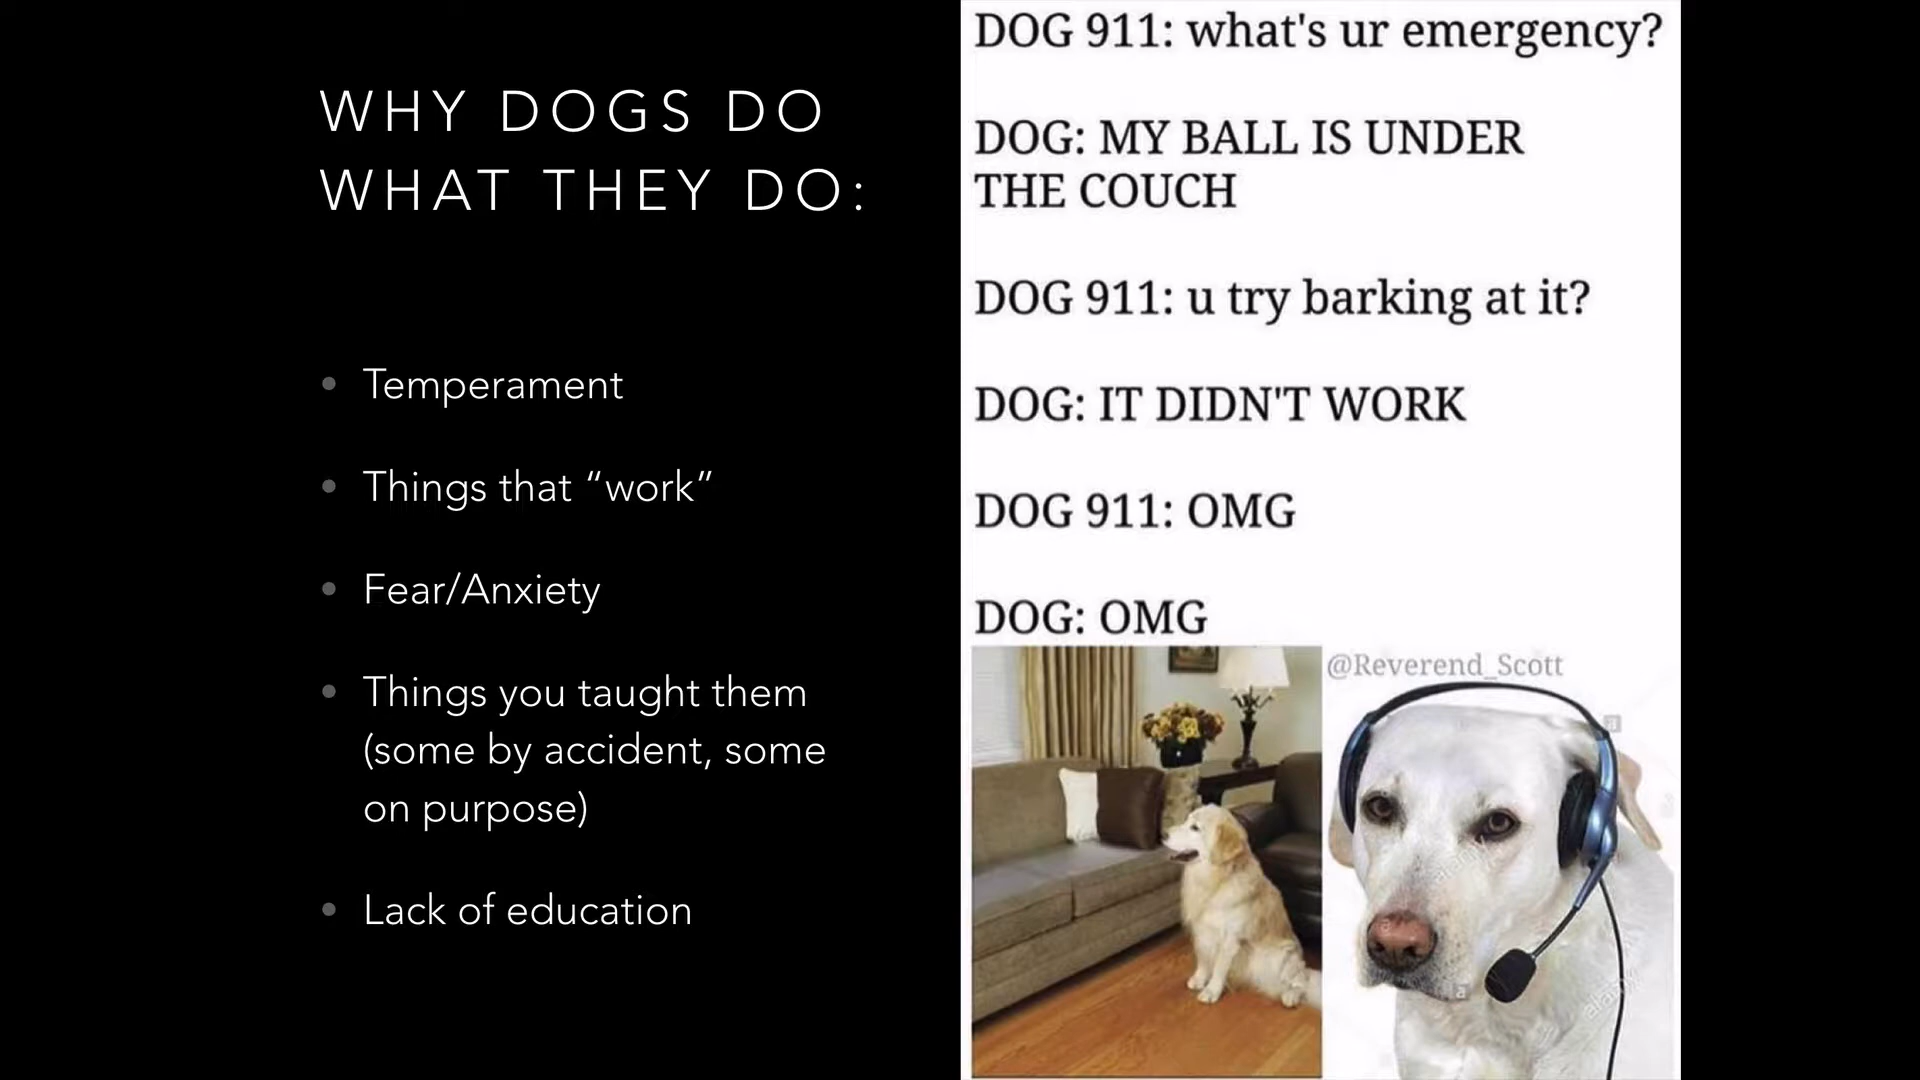 WHY DOGS DO
WHAT THEY DO:
• Temperament
• Things that “work”
• Fear/Anxiety
• Things you taught them
(some by accident, some
on purpose)
• Lack of education
DOG 911: what's ur emergency?
DOG: MY BALL IS UNDER
THE COUCH
DOG 911: u try barking at it?
DOG: IT DIDN'T WORK
DOG 911: OMG
DOG: OMG
@Reverend_Scott
a
alamy
a
alamy